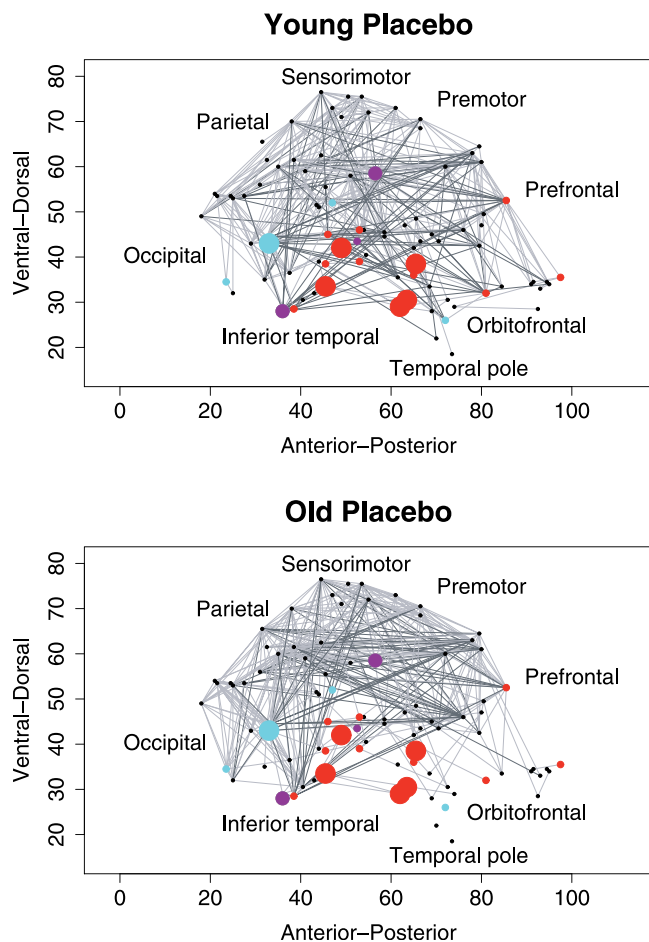 Young Placebo
Sensorimotor
Premotor
Parietal
Prefrontal
Occipital
Inferior temporal
Orbitofrontal
Temporal pole
Ventral–Dorsal
20 30 40 50 60 70 80
0 20 40 60 80 100
Anterior–Posterior
Old Placebo
Sensorimotor
Premotor
Parietal
Prefrontal
Occipital
Inferior temporal
Orbitofrontal
Temporal pole
Ventral–Dorsal
20 30 40 50 60 70 80
0 20 40 60 80 100
Anterior–Posterior